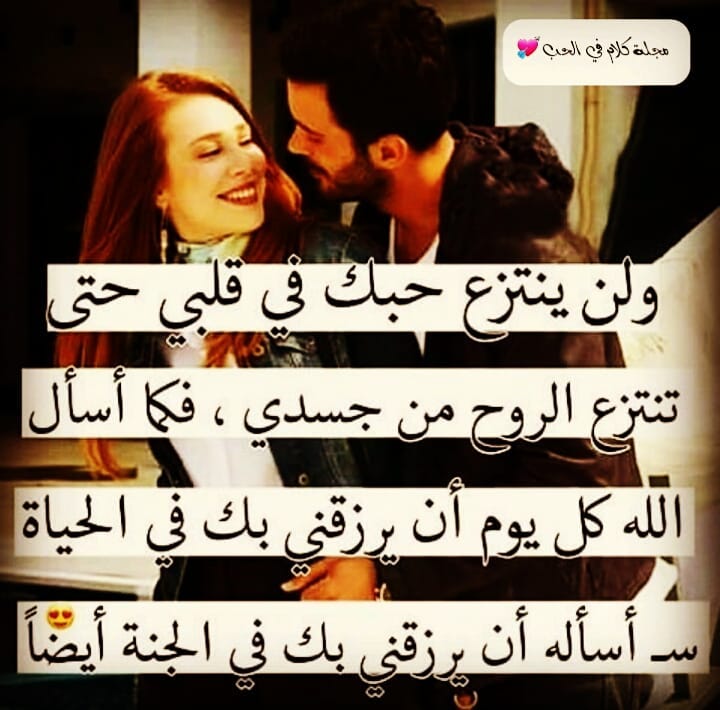 مجلة كلام في الحب 💘
ولن ينتزع حبك في قلبي حتى
تنتزع الروح من جسدي ، فكما أسأل
الله كل يوم أن يرزقني بك في الحياة
سـ أسأله أن يرزقني بك في الجنة أيضاً 😍